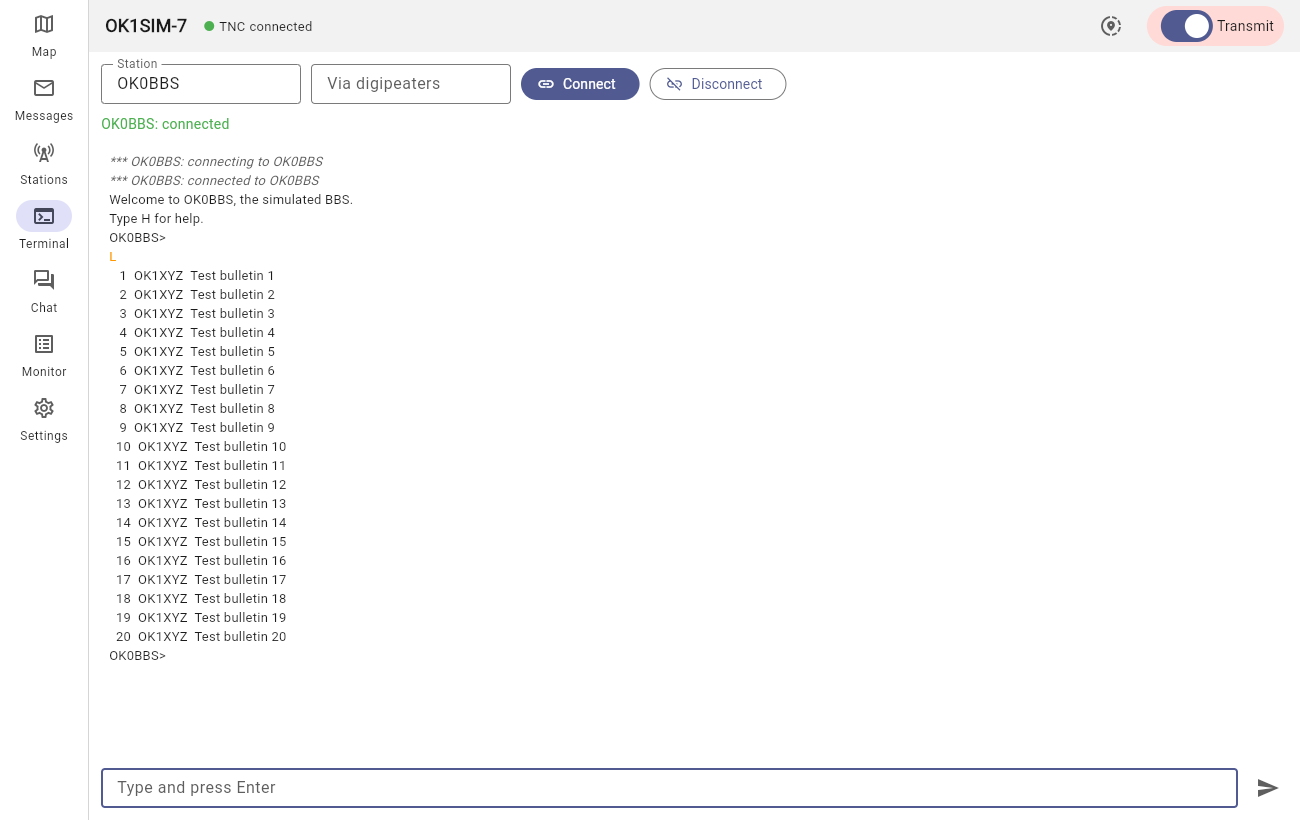 Map
Messages
Stations
Terminal
Chat
Monitor
Settings
OK1SIM-7
TNC connected
Transmit
Station
OK0BBS
Via digipeaters
Connect
Disconnect
OK0BBS: connected
*** OK0BBS: connecting to OK0BBS
*** OK0BBS: connected to OK0BBS
Welcome to OK0BBS, the simulated BBS.
Type H for help.
OK0BBS>
L
1 OK1XYZ Test bulletin 1
2 OK1XYZ Test bulletin 2
3 OK1XYZ Test bulletin 3
4 OK1XYZ Test bulletin 4
5 OK1XYZ Test bulletin 5
6 OK1XYZ Test bulletin 6
7 OK1XYZ Test bulletin 7
8 OK1XYZ Test bulletin 8
9 OK1XYZ Test bulletin 9
10 OK1XYZ Test bulletin 10
11 OK1XYZ Test bulletin 11
12 OK1XYZ Test bulletin 12
13 OK1XYZ Test bulletin 13
14 OK1XYZ Test bulletin 14
15 OK1XYZ Test bulletin 15
16 OK1XYZ Test bulletin 16
17 OK1XYZ Test bulletin 17
18 OK1XYZ Test bulletin 18
19 OK1XYZ Test bulletin 19
20 OK1XYZ Test bulletin 20
OK0BBS>
Type and press Enter